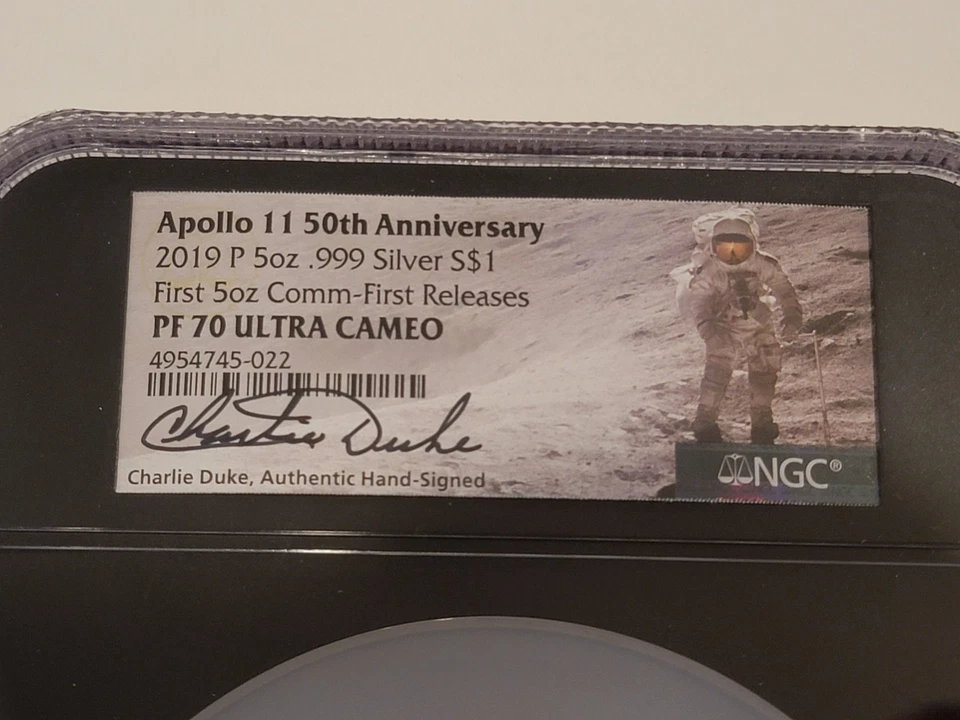 Apollo 11 50th Anniversary
2019 P 5oz .999 Silver S$1
First 5oz Comm-First Releases
PF 70 ULTRA CAMEO
4954745-022
Charlie Duke
Charlie Duke, Authentic Hand-Signed
NGC®